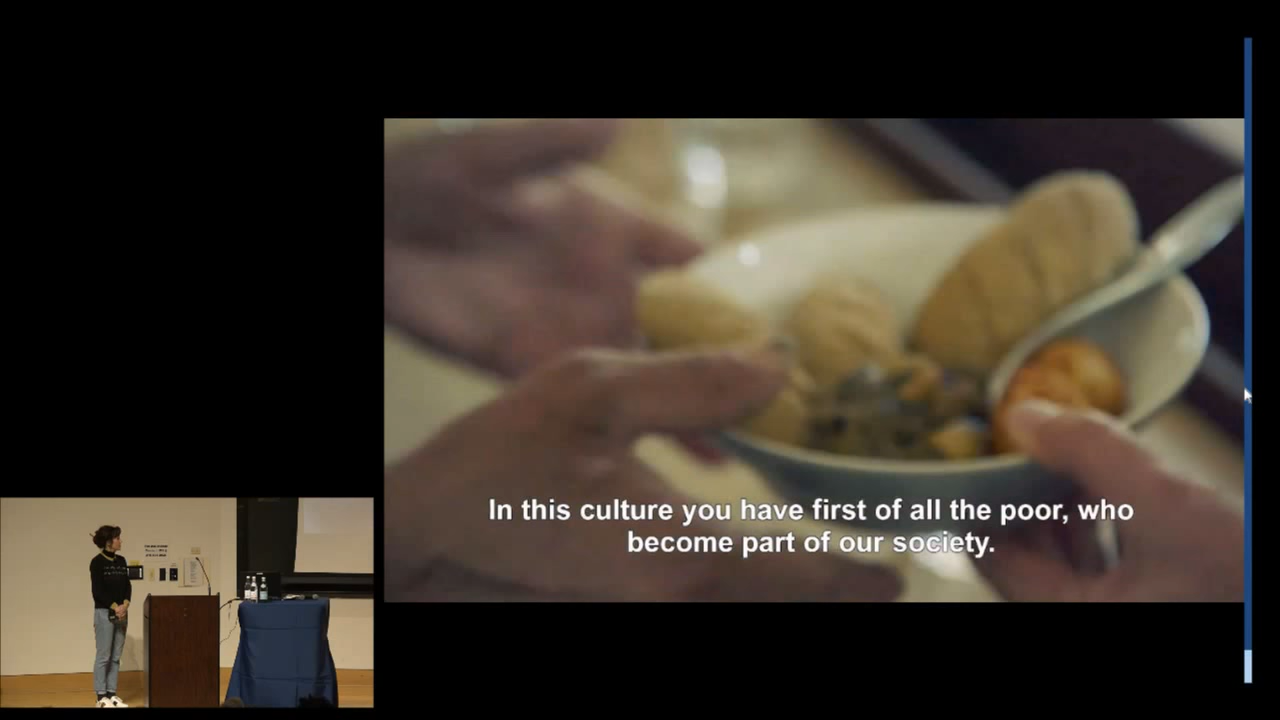 In this culture you have first of all the poor, who
become part of our society.